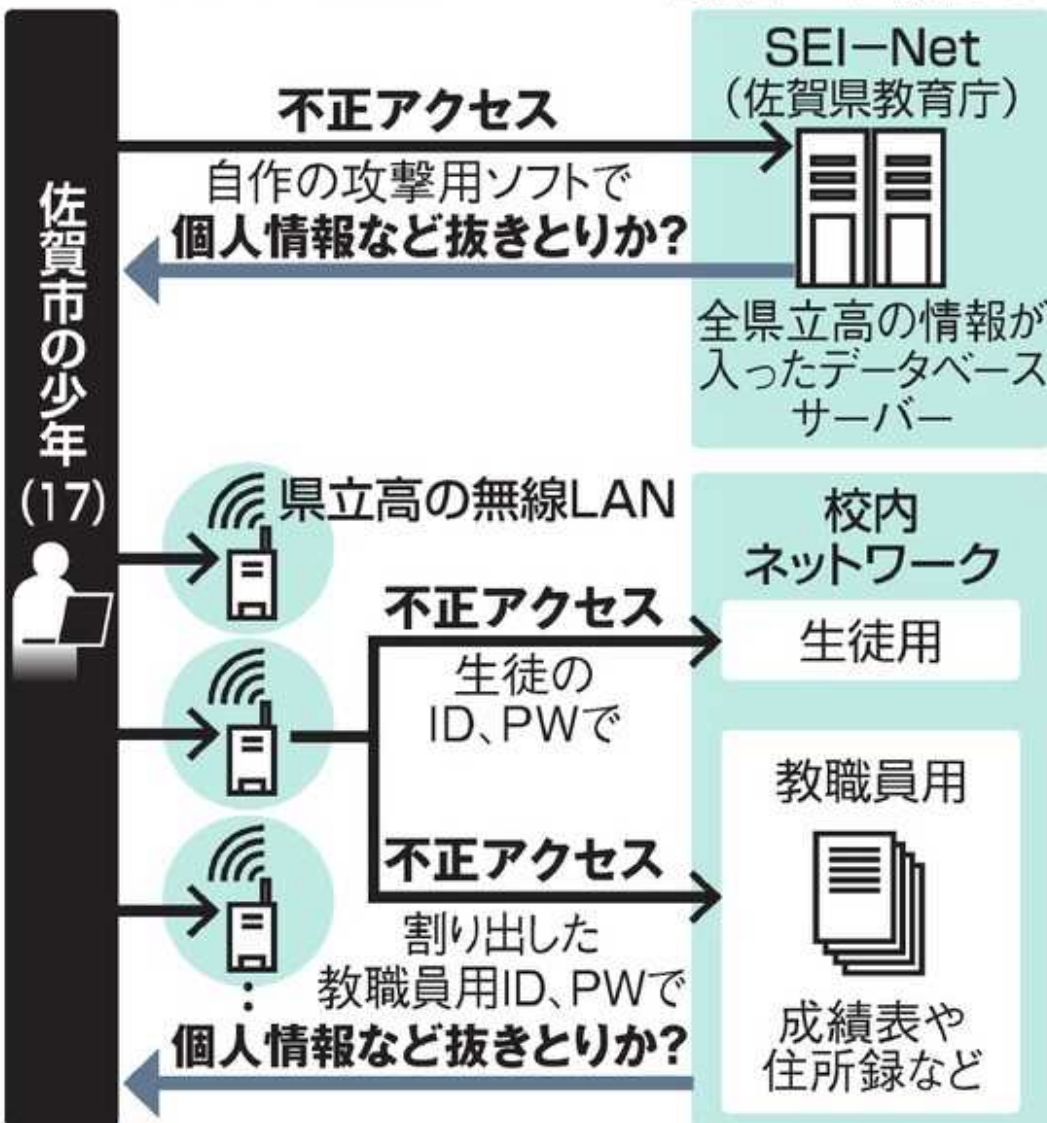 SEI-Net
（佐賀県教育庁）
不正アクセス
自作の攻撃用ソフトで
個人情報など抜きとりか?
全県立高の情報が
入ったデータベース
サーバー
佐賀市の少年
(17)
県立高の無線LAN
校内
ネットワーク
不正アクセス
生徒の
ID、PWで
生徒用
教職員用
不正アクセス
割り出した
教職員用ID、PWで
個人情報など抜きとりか?
成績表や
住所録など